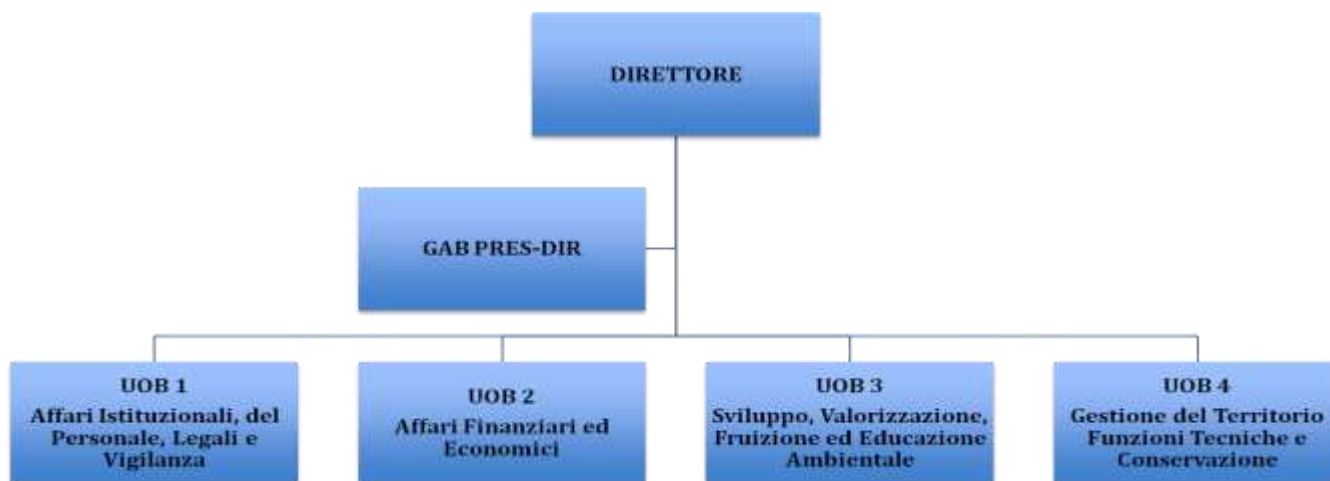 DIRETTORE
GAB PRES-DIR
UOB 1
Affari Istituzionali, del
Personale, Legali e
Vigilanza
UOB 2
Affari Finanziari ed
Economici
UOB 3
Sviluppo, Valorizzazione,
Fruizione ed Educazione
Ambientale
UOB 4
Gestione del Territorio
Funzioni Tecniche e
Conservazione